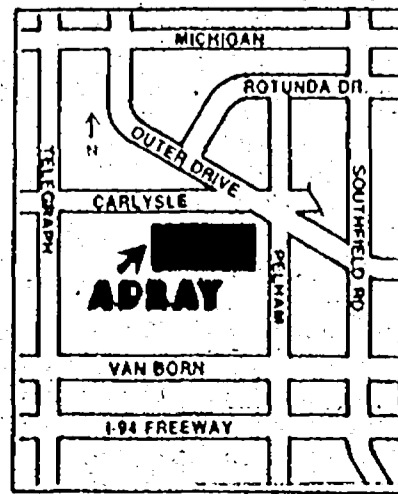 MICHIGAN
ROTUNDA DR.
OUTER DRIVE
N
TELEGRAPH
CARLYSLE
SOUTHFIELD RD
ADRAY
PELHAM
VAN BORN
I-94 FREEWAY